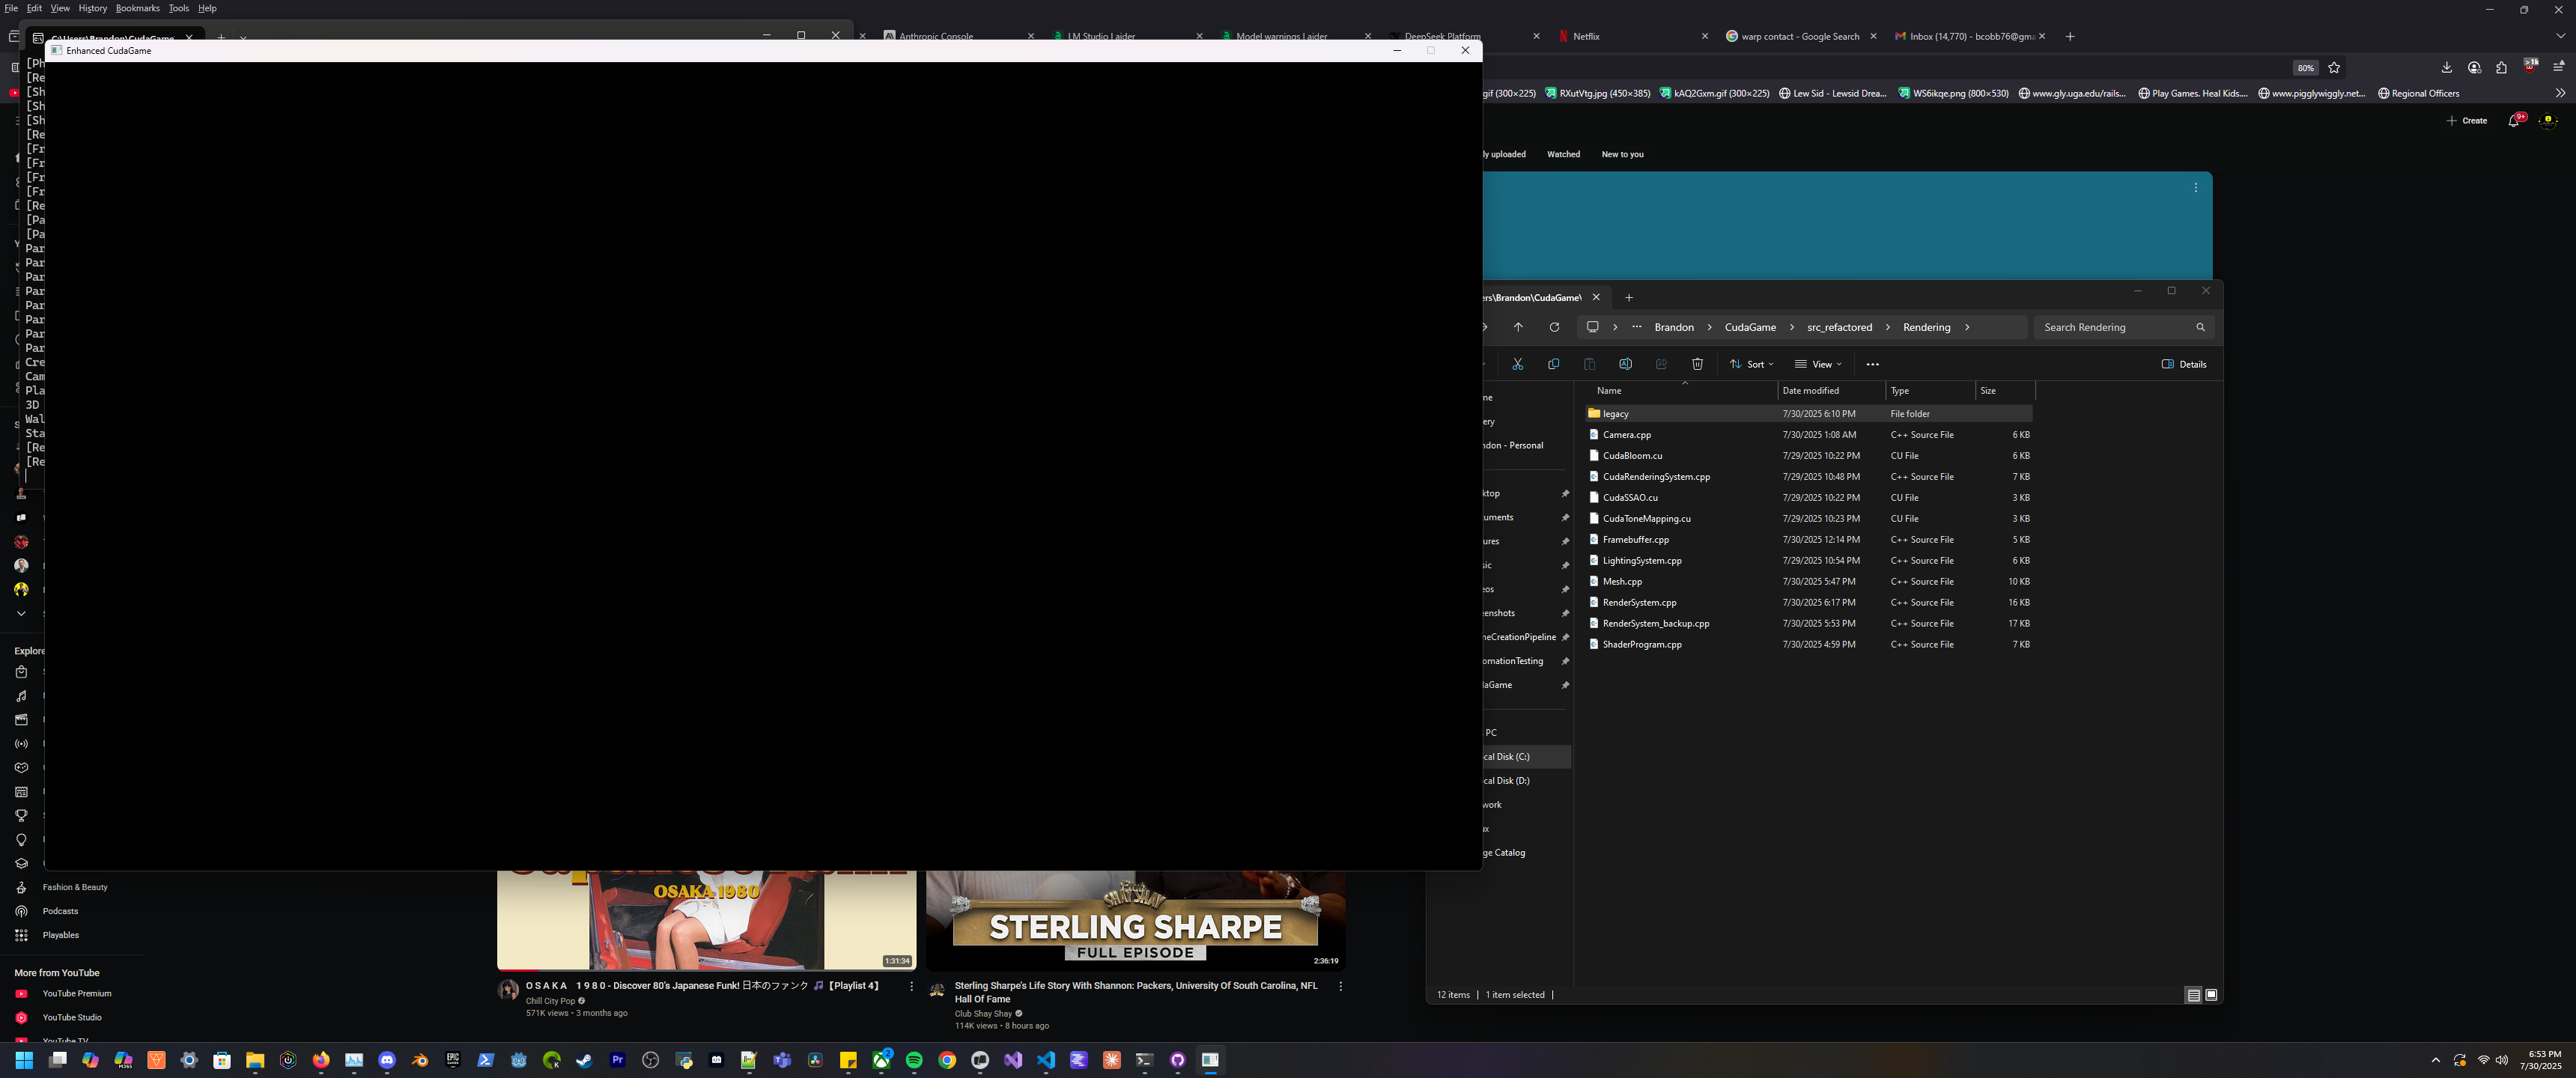 File Edit View History Bookmarks Tools Help
C:\Users\Brandon\CudaGame
Anthropic Console
LM Studio Laider
Model warnings Laider
DeepSeek Platform
Netflix
warp contact - Google Search
Inbox (14,770) - bcobb76@gma
Enhanced CudaGame
80%
>1k
gif (300×225)
RXutVtg.jpg (450×385)
kAQ2Gxm.gif (300×225)
Lew Sid - Lewsid Drea...
WS6ikqe.png (800×530)
www.gly.uga.edu/rails...
Play Games. Heal Kids....
www.pigglywiggly.net...
Regional Officers
Create
9+
ly uploaded
Watched
New to you
[Ph
[Re
[Sh
[Sh
[Sh
[Re
[Fr
[Fr
[Fr
[Fr
[Re
[Pa
[Pa
Par
Par
Par
Par
Par
Par
Par
Par
Cre
Cam
Pla
3D
Wal
Sta
[Re
[Re
ers\Brandon\CudaGame\
Brandon > CudaGame > src_refactored > Rendering >
Search Rendering
Sort
View
Details
Name Date modified Type Size
legacy 7/30/2025 6:10 PM File folder
Camera.cpp 7/30/2025 1:08 AM C++ Source File 6 KB
CudaBloom.cu 7/29/2025 10:22 PM CU File 6 KB
CudaRenderingSystem.cpp 7/29/2025 10:48 PM C++ Source File 7 KB
CudaSSAO.cu 7/29/2025 10:22 PM CU File 3 KB
CudaToneMapping.cu 7/29/2025 10:23 PM CU File 3 KB
Framebuffer.cpp 7/30/2025 12:14 PM C++ Source File 5 KB
LightingSystem.cpp 7/29/2025 10:54 PM C++ Source File 6 KB
Mesh.cpp 7/30/2025 5:47 PM C++ Source File 10 KB
RenderSystem.cpp 7/30/2025 6:17 PM C++ Source File 16 KB
RenderSystem_backup.cpp 7/30/2025 5:53 PM C++ Source File 17 KB
ShaderProgram.cpp 7/30/2025 4:59 PM C++ Source File 7 KB
me
ery
ndon - Personal
ktop
uments
ures
sic
eos
eenshots
neCreationPipeline
omationTesting
daGame
PC
cal Disk (C:)
cal Disk (D:)
work
ux
ge Catalog
12 items
1 item selected
Explore
Fashion & Beauty
Podcasts
Playables
More from YouTube
YouTube Premium
YouTube Studio
YouTube TV
OSAKA 1980
1:31:34
O S A K A 1 9 8 0 - Discover 80's Japanese Funk! 日本のファンク 🎵【Playlist 4】
Chill City Pop
571K views • 3 months ago
SHAY SHAY
STERLING SHARPE
FULL EPISODE
2:36:19
Sterling Sharpe's Life Story With Shannon: Packers, University Of South Carolina, NFL
Hall Of Fame
Club Shay Shay
114K views • 8 hours ago
M365
EPIC
Pr
2
6:53 PM
7/30/2025